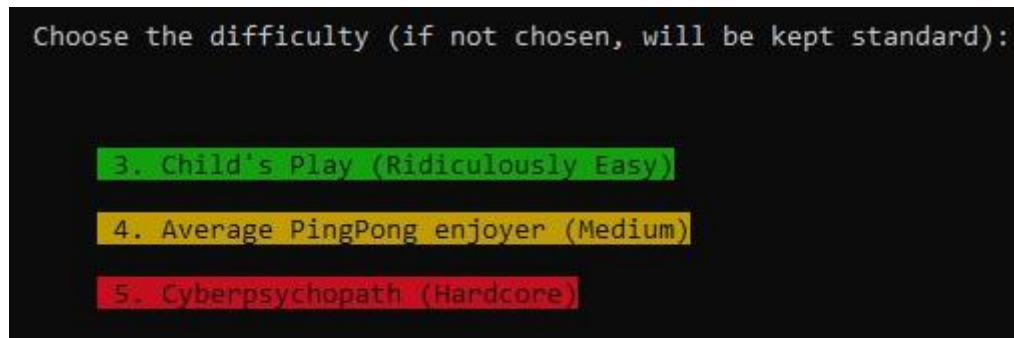 Choose the difficulty (if not chosen, will be kept standard):
3. Child's Play (Ridiculously Easy)
4. Average PingPong enjoyer (Medium)
5. Cyberpsychopath (Hardcore)